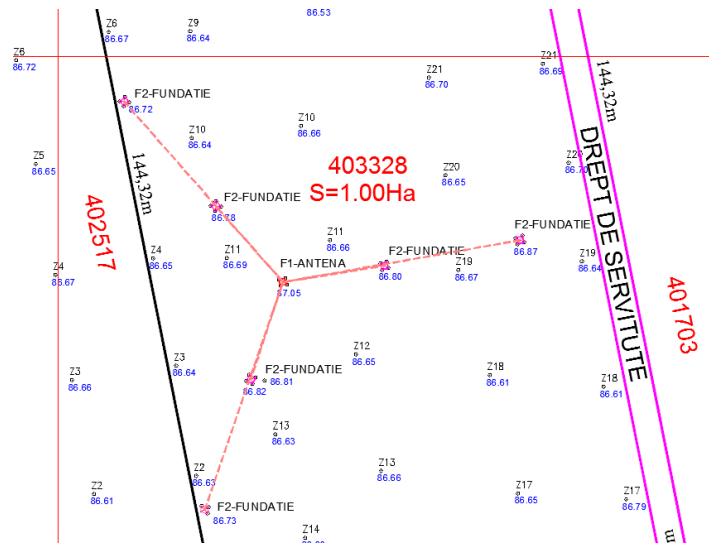 86.53
Z6
86.67
Z9
86.64
Z6
86.72
Z21
86.70
Z21
86.69
144,32m
F2-FUNDATIE
86.72
Z10
86.64
Z10
86.66
DREPT DE SERVITUTE
Z5
86.65
144,32m
403328
S=1.00Ha
Z20
86.65
86.70
402517
F2-FUNDATIE
86.78
F2-FUNDATIE
86.87
Z11
86.66
F2-FUNDATIE
86.80
Z4
86.65
Z11
86.69
F1-ANTENA
87.05
Z19
86.67
Z19
86.64
Z4
86.67
401703
Z12
86.65
Z3
86.64
F2-FUNDATIE
86.81
86.82
Z3
86.66
Z18
86.61
Z18
86.61
Z13
86.63
Z13
86.66
Z2
86.63
Z2
86.61
F2-FUNDATIE
86.73
Z17
86.65
Z17
86.79
Z14
m